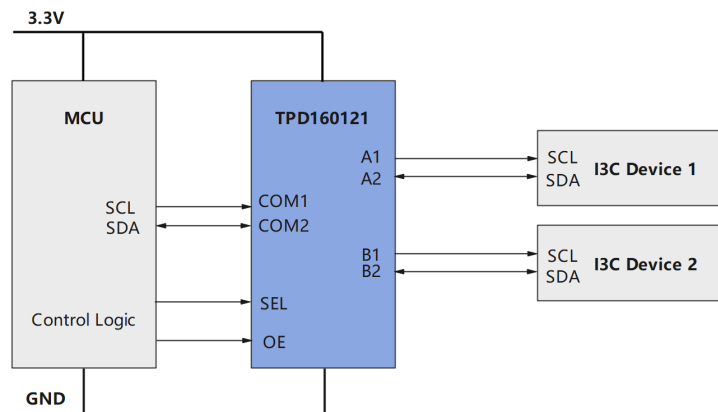 3.3V
MCU
TPD160121
SCL
SDA
Control Logic
COM1
COM2
SEL
OE
A1
A2
B1
B2
SCL
SDA
I3C Device 1
SCL
SDA
I3C Device 2
GND